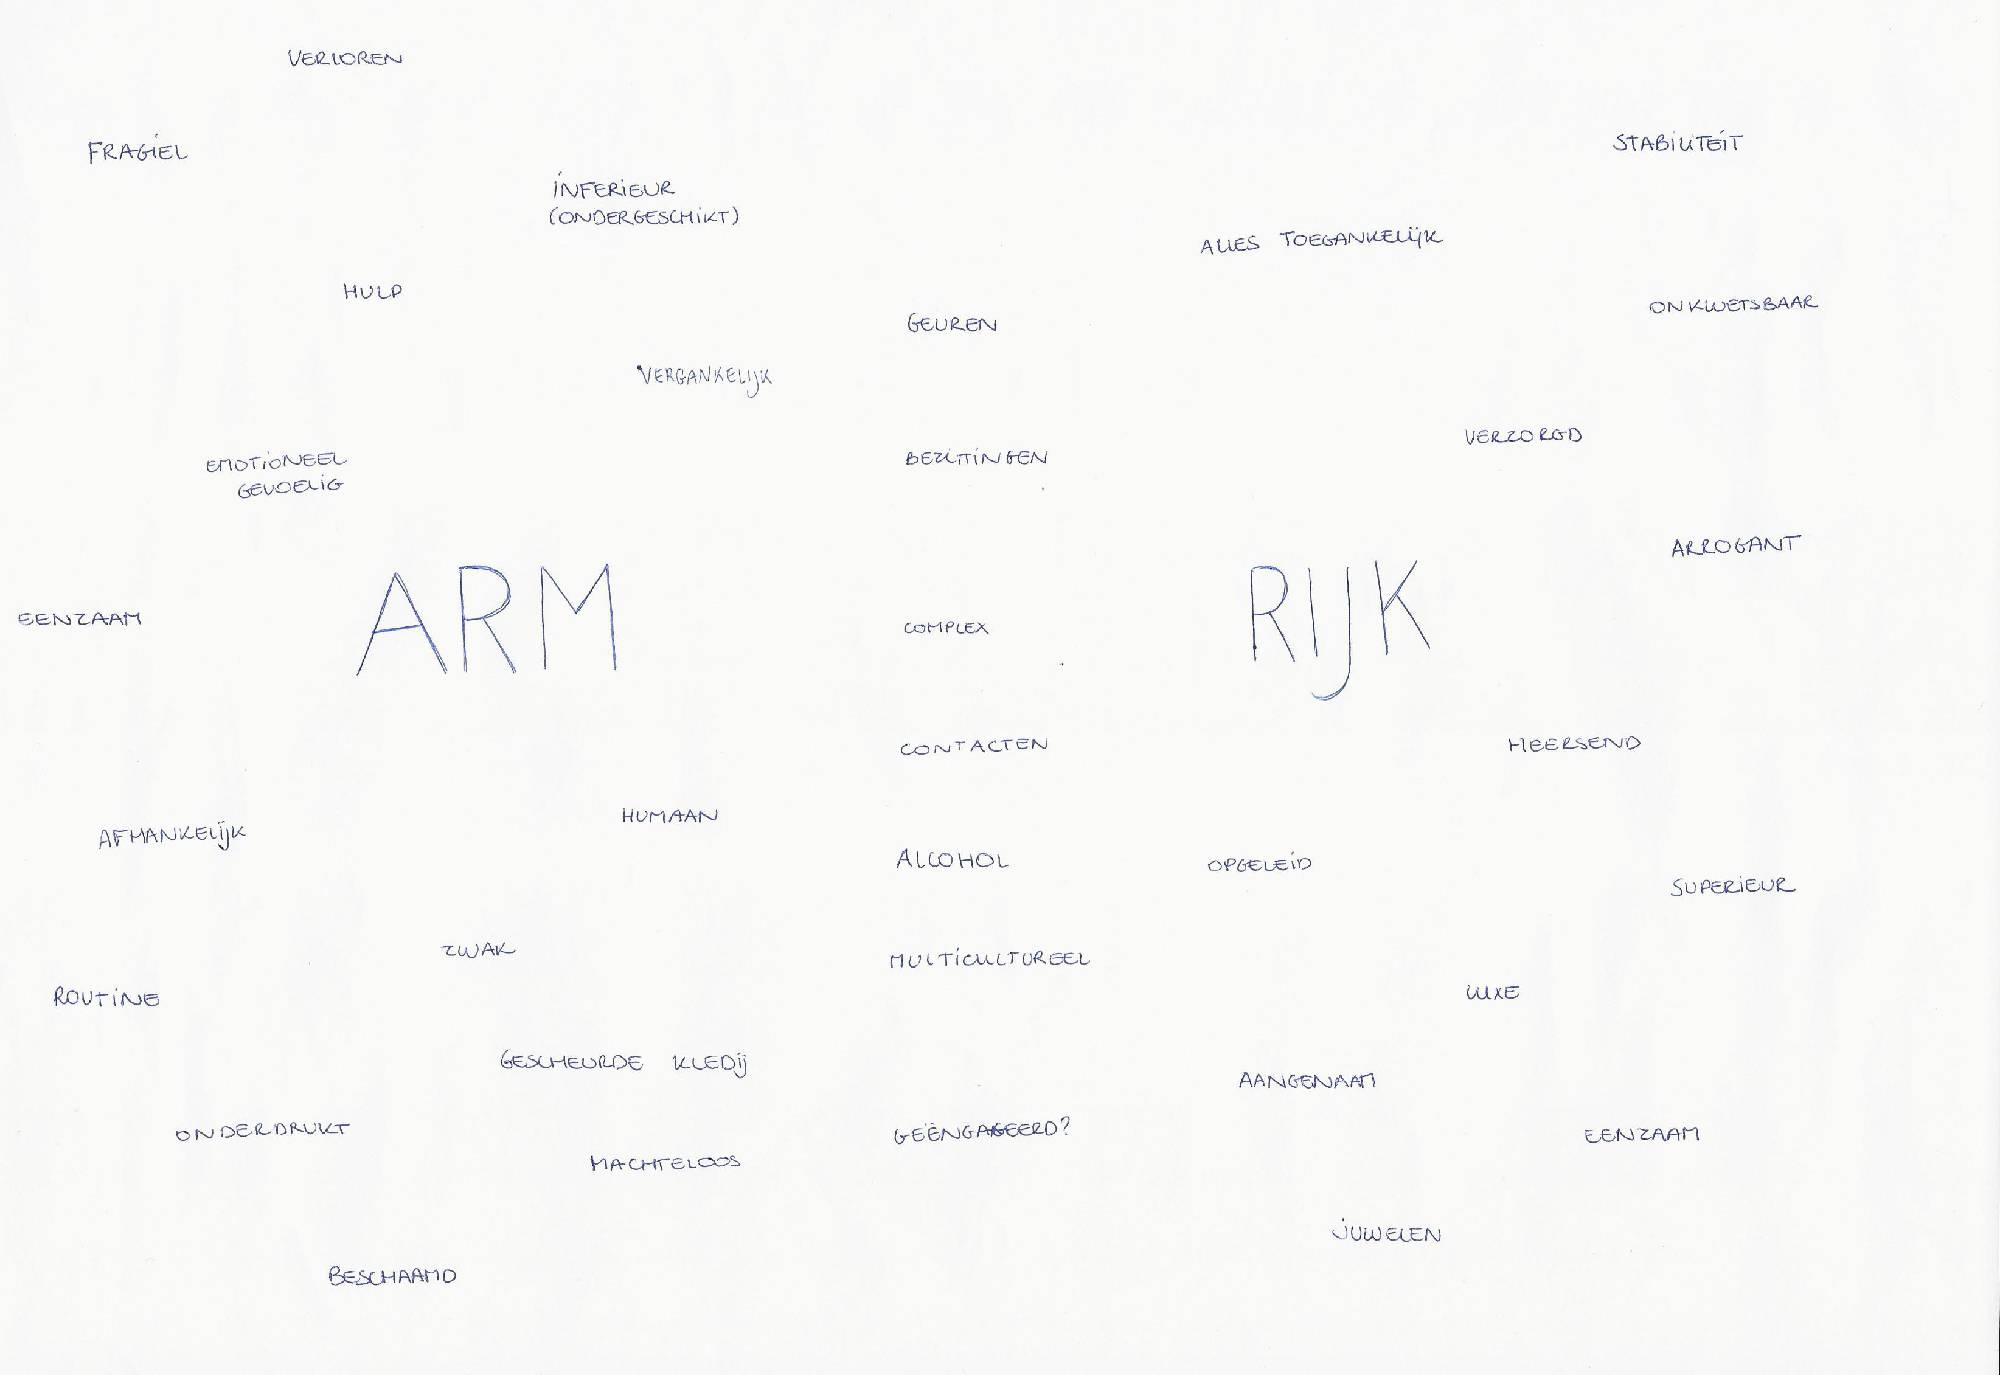 VERLOREN
FRAGIEL
STABILITEIT
INFERIEUR
(ONDERGESCHIKT)
ALLES TOEGANKELIJK
HULP
ONKWETSBAAR
GEUREN
VERGANKELIJK
VERZORGD
EMOTIONEEL
GEVOELIG
BEZITTINGEN
ARROGANT
EENZAAM
ARM
COMPLEX
RIJK
CONTACTEN
HEERSEND
HUMAAN
AFHANKELIJK
ALCOHOL
OPGELEID
SUPERIEUR
ZWAK
MULTICULTUREEL
ROUTINE
LUXE
GESCHEURDE KLEDIJ
AANGENAAM
ONDERDRUKT
GEËNGAGEERD?
EENZAAM
MACHTELOOS
JUWELEN
BESCHAAMD